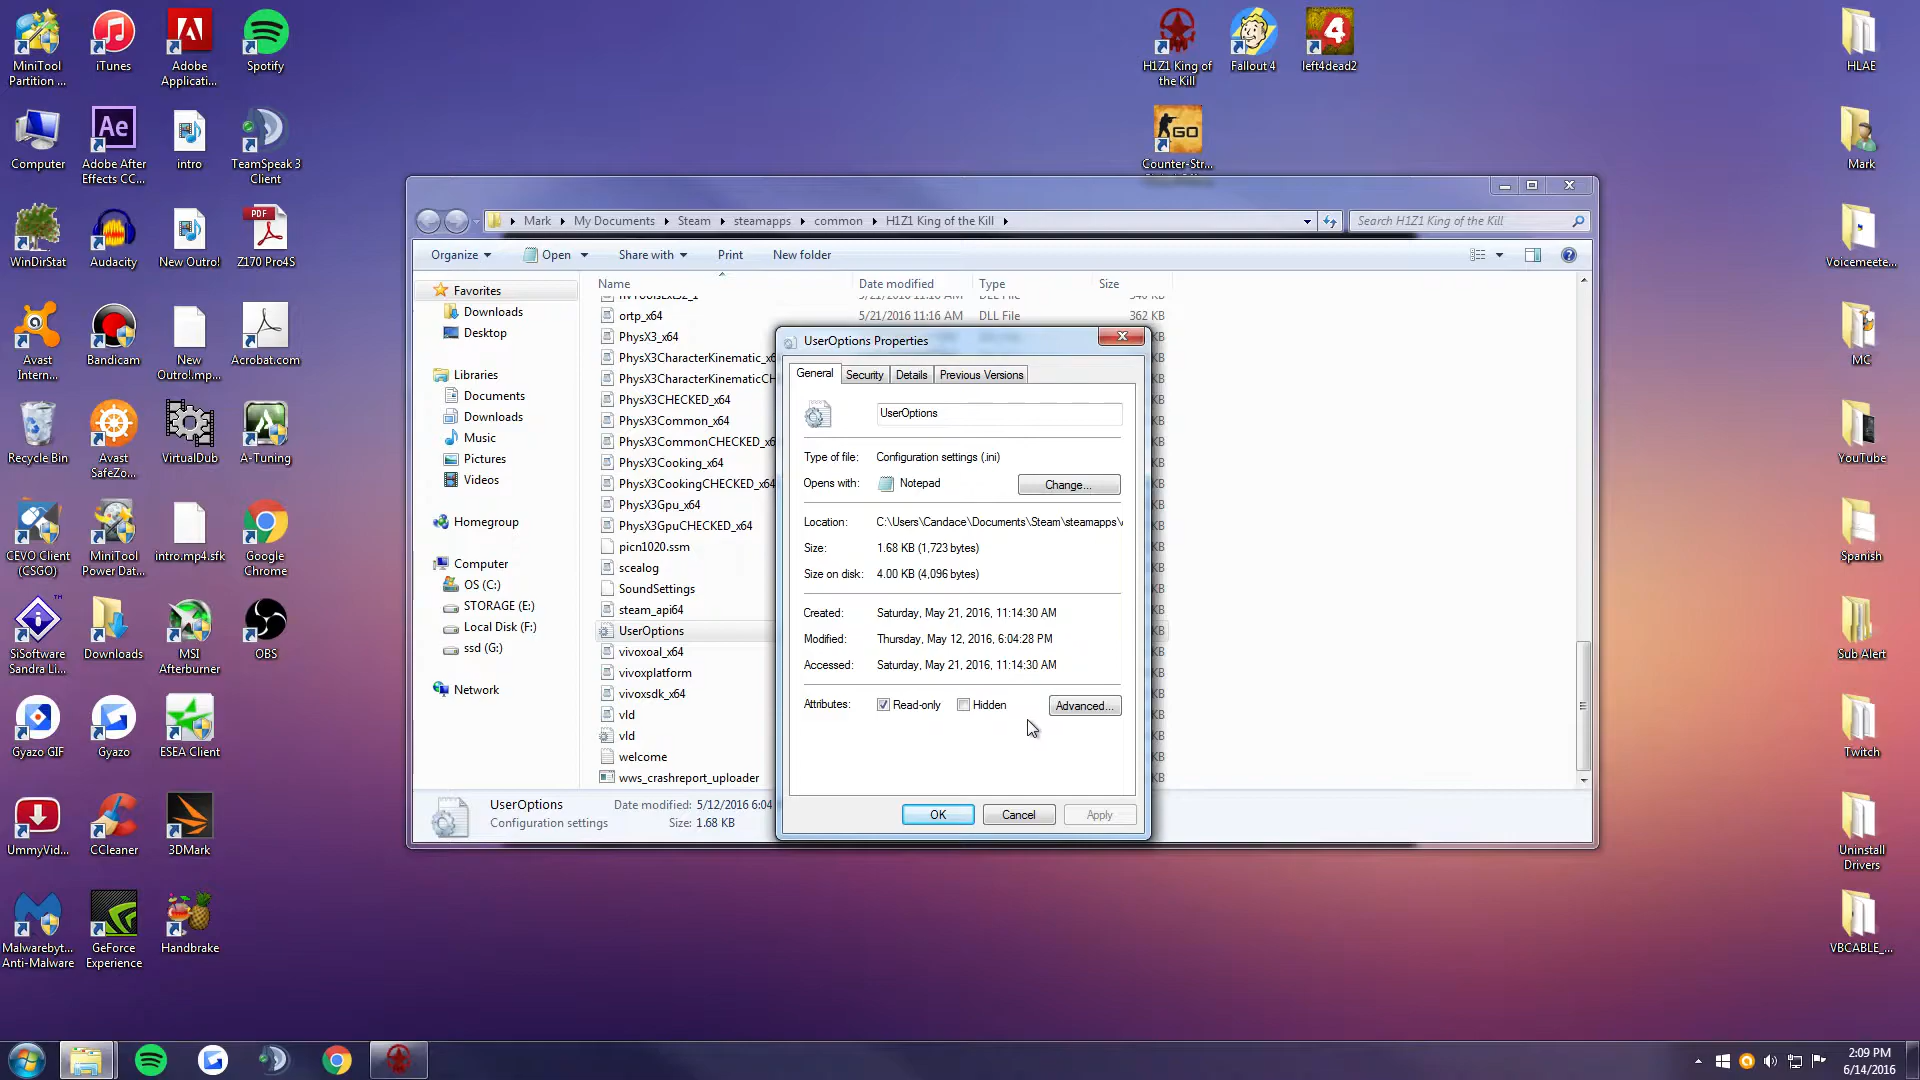 MiniTool
Partition ...
iTunes
Adobe
Applicati...
Spotify
H1Z1 King of
the Kill
Fallout 4
left4dead2
HLAE
Computer
Adobe After
Effects CC...
intro
TeamSpeak 3
Client
Counter-Str...
Mark
WinDirStat
Audacity
New Outro!
Z170 Pro4S
Voicemeete...
Avast
Intern...
Bandicam
New
Outro!.mp...
Acrobat.com
MC
Recycle Bin
Avast
SafeZo...
VirtualDub
A-Tuning
YouTube
CEVO Client
(CSGO)
MiniTool
Power Dat...
intro.mp4.sfk
Google
Chrome
Spanish
SiSoftware
Sandra Li...
Downloads
MSI
Afterburner
OBS
Sub Alert
Gyazo GIF
Gyazo
ESEA Client
Twitch
UmmyVid...
CCleaner
3DMark
Uninstall
Drivers
Malwarebyt...
Anti-Malware
GeForce
Experience
Handbrake
VBCABLE_...
Mark
My Documents
Steam
steamapps
common
H1Z1 King of the Kill
Search H1Z1 King of the Kill
Organize
Open
Share with
Print
New folder
Favorites
Downloads
Desktop
Libraries
Documents
Downloads
Music
Pictures
Videos
Homegroup
Computer
OS (C:)
STORAGE (E:)
Local Disk (F:)
ssd (G:)
Network
Name Date modified Type Size
ortp_x64 5/21/2016 11:16 AM DLL File 362 KB
PhysX3_x64
PhysX3CharacterKinematic_x6
PhysX3CharacterKinematicCH
PhysX3CHECKED_x64
PhysX3Common_x64
PhysX3CommonCHECKED_x6
PhysX3Cooking_x64
PhysX3CookingCHECKED_x64
PhysX3Gpu_x64
PhysX3GpuCHECKED_x64
picn1020.ssm
scealog
SoundSettings
steam_api64
UserOptions
vivoxoal_x64
vivoxplatform
vivoxsdk_x64
vld
vld
welcome
wws_crashreport_uploader
UserOptions Date modified: 5/12/2016 6:04
Configuration settings Size: 1.68 KB
UserOptions Properties
General Security Details Previous Versions
UserOptions
Type of file: Configuration settings (.ini)
Opens with: Notepad Change...
Location: C:\Users\Candace\Documents\Steam\steamapps\
Size: 1.68 KB (1,723 bytes)
Size on disk: 4.00 KB (4,096 bytes)
Created: Saturday, May 21, 2016, 11:14:30 AM
Modified: Thursday, May 12, 2016, 6:04:28 PM
Accessed: Saturday, May 21, 2016, 11:14:30 AM
Attributes: Read-only Hidden Advanced...
OK Cancel Apply
2:09 PM
6/14/2016